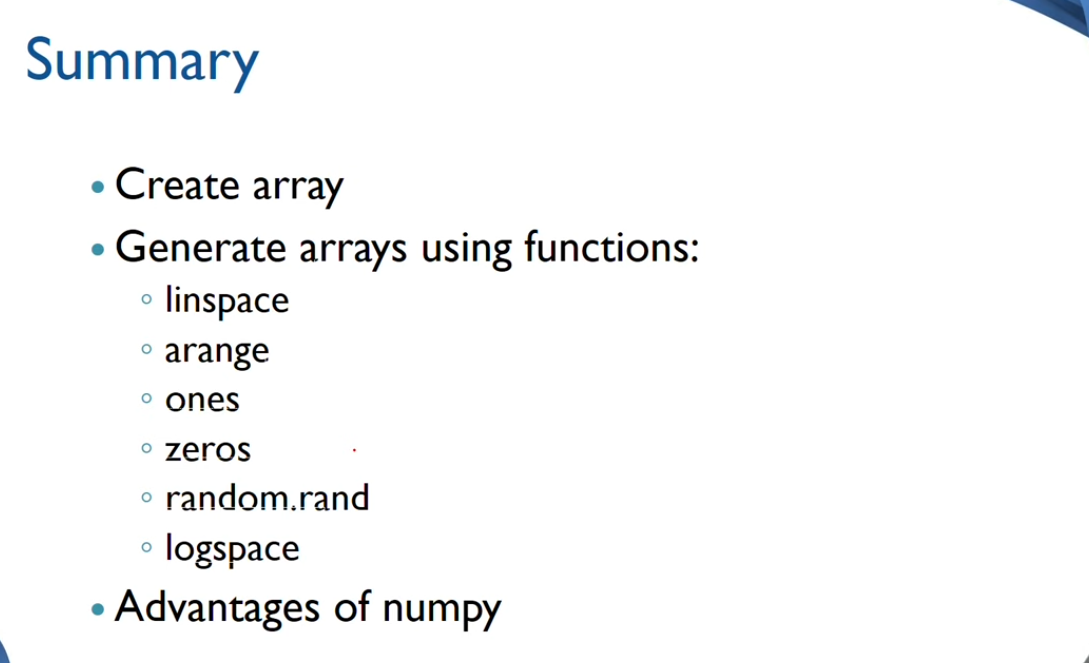 Summary
Create array
Generate arrays using functions:
linspace
arange
ones
zeros
random.rand
logspace
Advantages of numpy